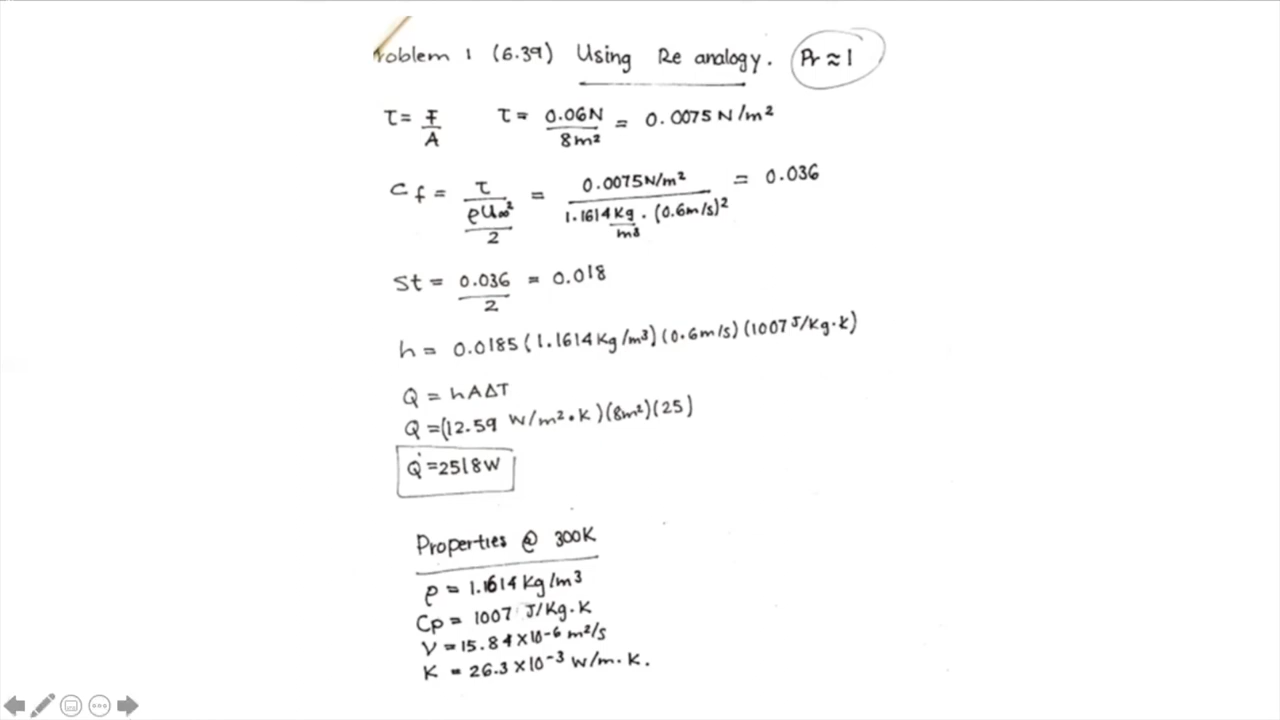 roblem 1 (6.39) Using Re analogy. Pr ≈ 1
τ = F/A τ = 0.06N/8m² = 0.0075 N/m²
Cf = τ/(ρU∞²/2) = 0.0075N/m²/(1.1614 Kg/m³ · (0.6m/s)²) = 0.036
St = 0.036/2 = 0.018
h = 0.0185 (1.1614 Kg/m³) (0.6m/s) (1007 J/Kg·K)
Q = hAΔT
Q = (12.59 W/m²·K) (8m²) (25)
Q̇ = 2518W
Properties @ 300K
ρ = 1.1614 Kg/m³
Cp = 1007 J/Kg·K
ν = 15.84×10⁻⁶ m²/s
K = 26.3×10⁻³ W/m·K.